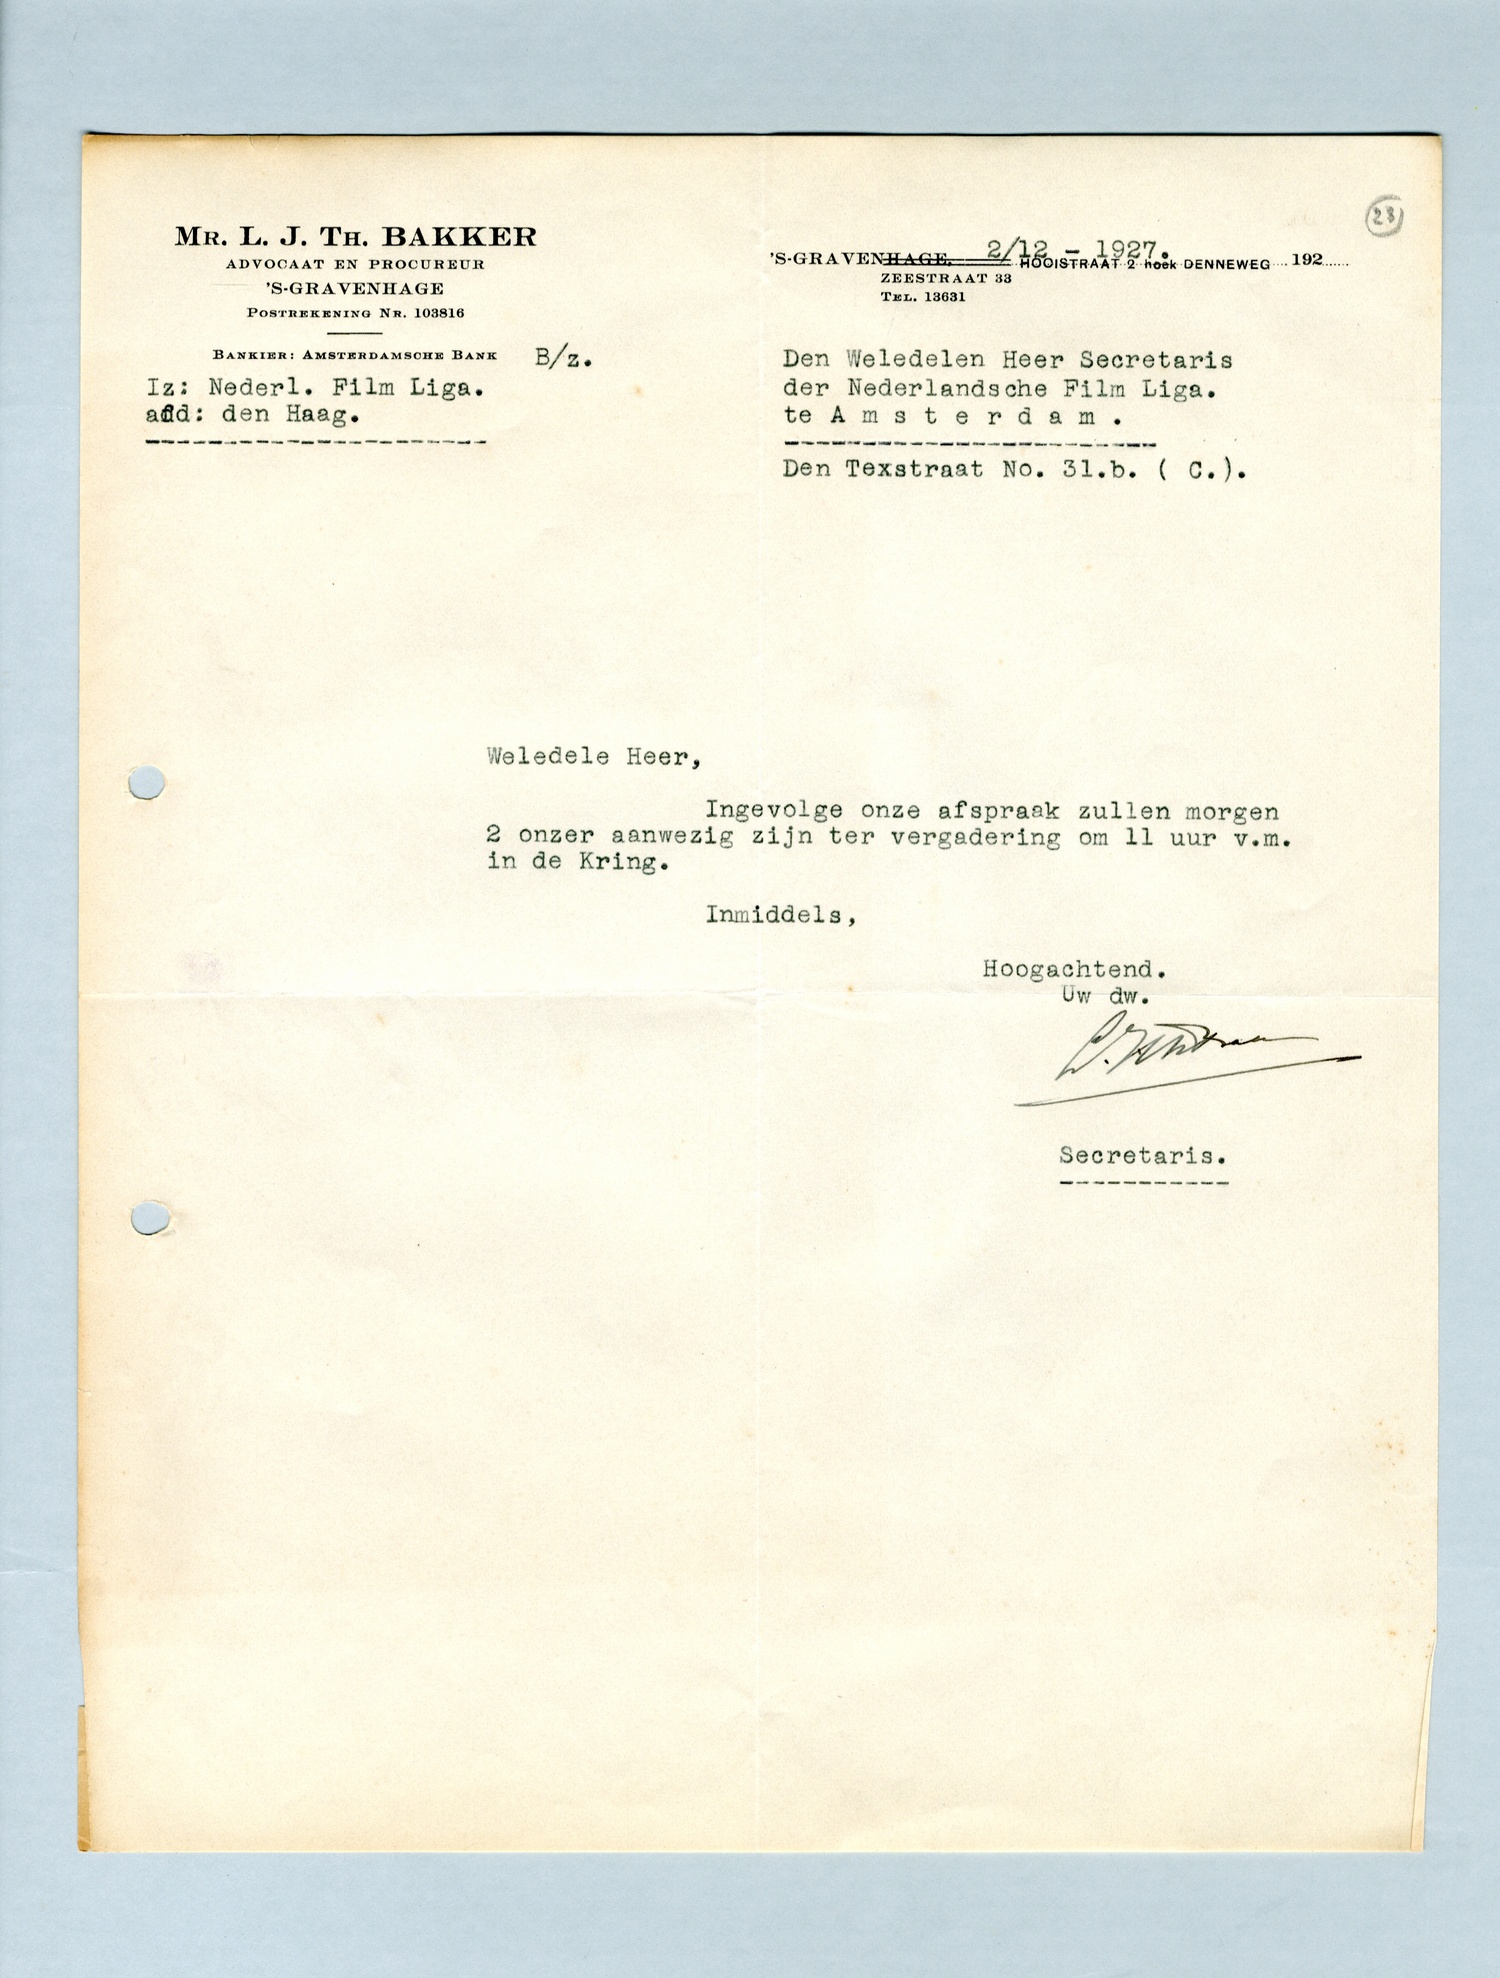 23
MR. L. J. TH. BAKKER
ADVOCAAT EN PROCUREUR
'S-GRAVENHAGE
POSTREKENING NR. 103816
BANKIER: AMSTERDAMSCHE BANK
B/z.
Iz: Nederl. Film Liga.
afd: den Haag.
'S-GRAVENHAGE, 2/12 - 1927. HOOISTRAAT 2 hoek DENNEWEG 192
ZEESTRAAT 33
TEL. 13631
Den Weledelen Heer Secretaris
der Nederlandsche Film Liga.
te A m s t e r d a m .
Den Texstraat No. 31.b. ( C.).
Weledele Heer,
Ingevolge onze afspraak zullen morgen
2 onzer aanwezig zijn ter vergadering om 11 uur v.m.
in de Kring.
Inmiddels,
Hoogachtend.
Uw dw.
Secretaris.